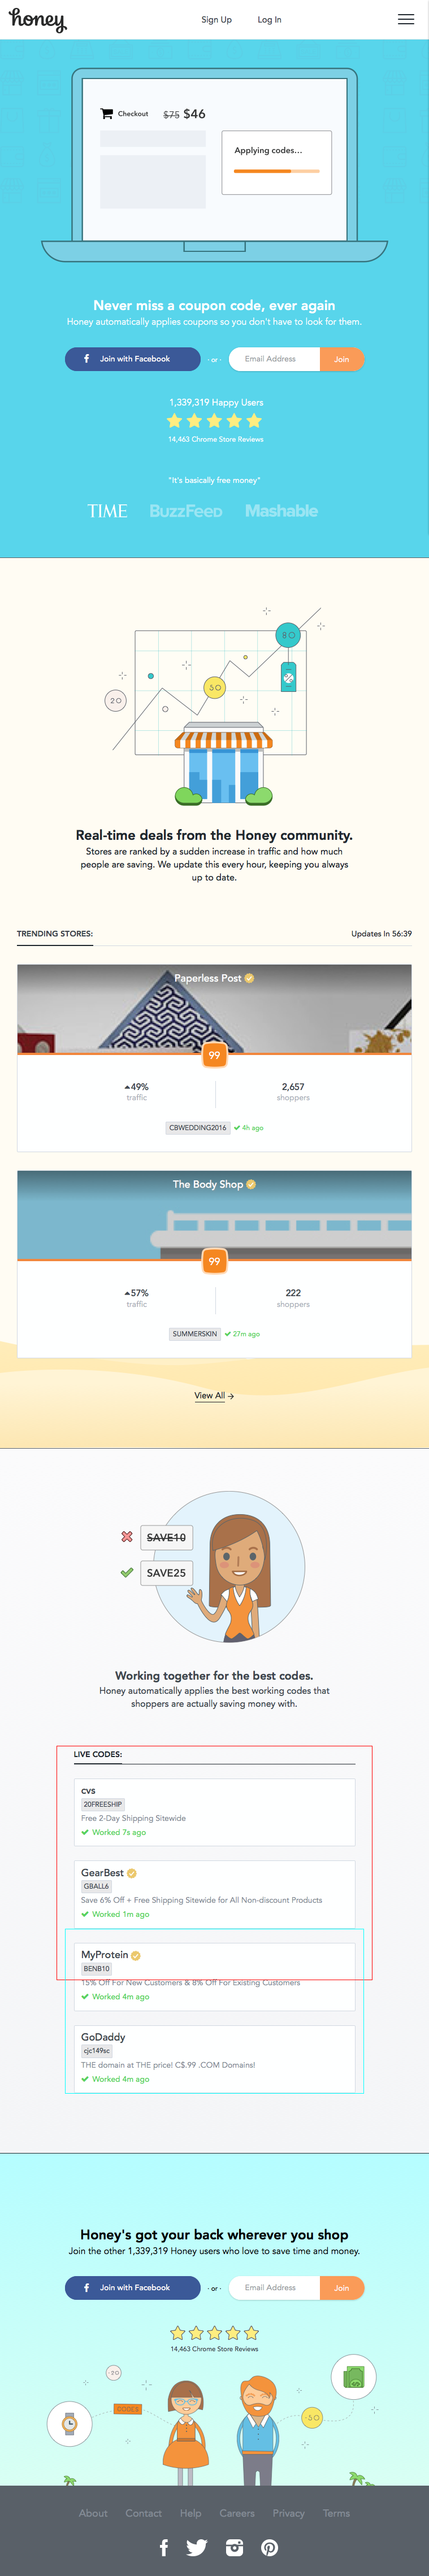 honey
Sign Up Log In
Checkout $75 $46
Applying codes...
Never miss a coupon code, ever again
Honey automatically applies coupons so you don't have to look for them.
f Join with Facebook - or - Email Address Join
1,339,319 Happy Users
14,463 Chrome Store Reviews
"It's basically free money"
TIME BuzzFeeD Mashable
80
50
20
Real-time deals from the Honey community.
Stores are ranked by a sudden increase in traffic and how much
people are saving. We update this every hour, keeping you always
up to date.
TRENDING STORES: Updates In 56:39
Paperless Post
99
49% 2,657
traffic shoppers
CBWEDDING2016 4h ago
The Body Shop
99
57% 222
traffic shoppers
SUMMERSKIN 27m ago
View All
SAVE10
SAVE25
Working together for the best codes.
Honey automatically applies the best working codes that
shoppers are actually saving money with.
LIVE CODES:
CVS
20FREESHIP
Free 2-Day Shipping Sitewide
Worked 7s ago
GearBest
GBALL6
Save 6% Off + Free Shipping Sitewide for All Non-discount Products
Worked 1m ago
MyProtein
BENB10
15% Off For New Customers & 8% Off For Existing Customers
Worked 4m ago
GoDaddy
cjc149sc
THE domain at THE price! C$.99 .COM Domains!
Worked 4m ago
Honey's got your back wherever you shop
Join the other 1,339,319 Honey users who love to save time and money.
f Join with Facebook - or - Email Address Join
14,463 Chrome Store Reviews
-20
CODES
-50
About Contact Help Careers Privacy Terms